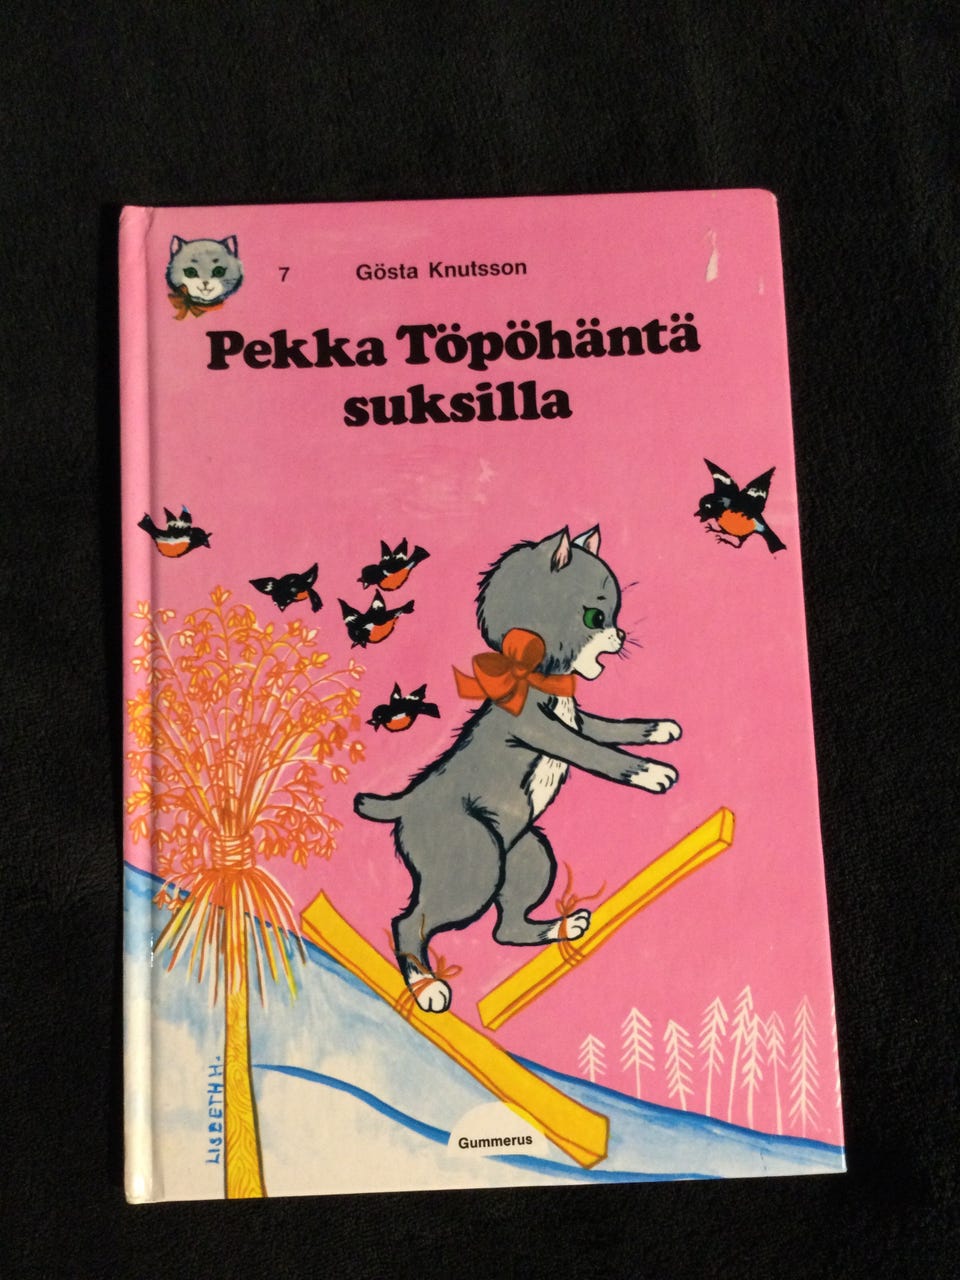 7 Gösta Knutsson
Pekka Töpöhäntä
suksilla
LISBETH H.
Gummerus